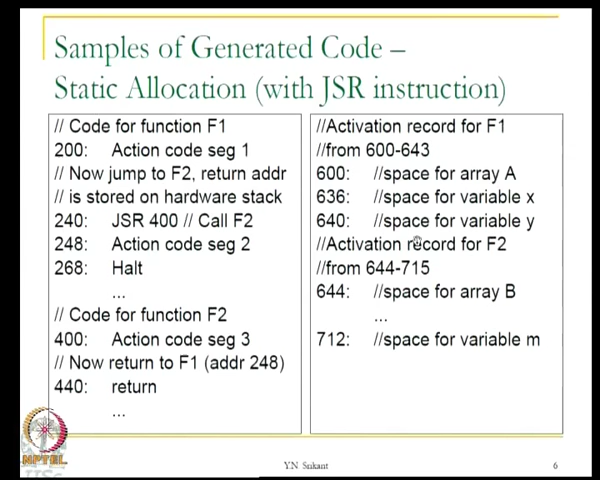 Samples of Generated Code –
Static Allocation (with JSR instruction)
// Code for function F1
200: Action code seg 1
// Now jump to F2, return addr
// is stored on hardware stack
240: JSR 400 // Call F2
248: Action code seg 2
268: Halt
...
// Code for function F2
400: Action code seg 3
// Now return to F1 (addr 248)
440: return
...
//Activation record for F1
//from 600-643
600: //space for array A
636: //space for variable x
640: //space for variable y
//Activation record for F2
//from 644-715
644: //space for array B
...
712: //space for variable m
NPTEL
Y.N. Srikant
6